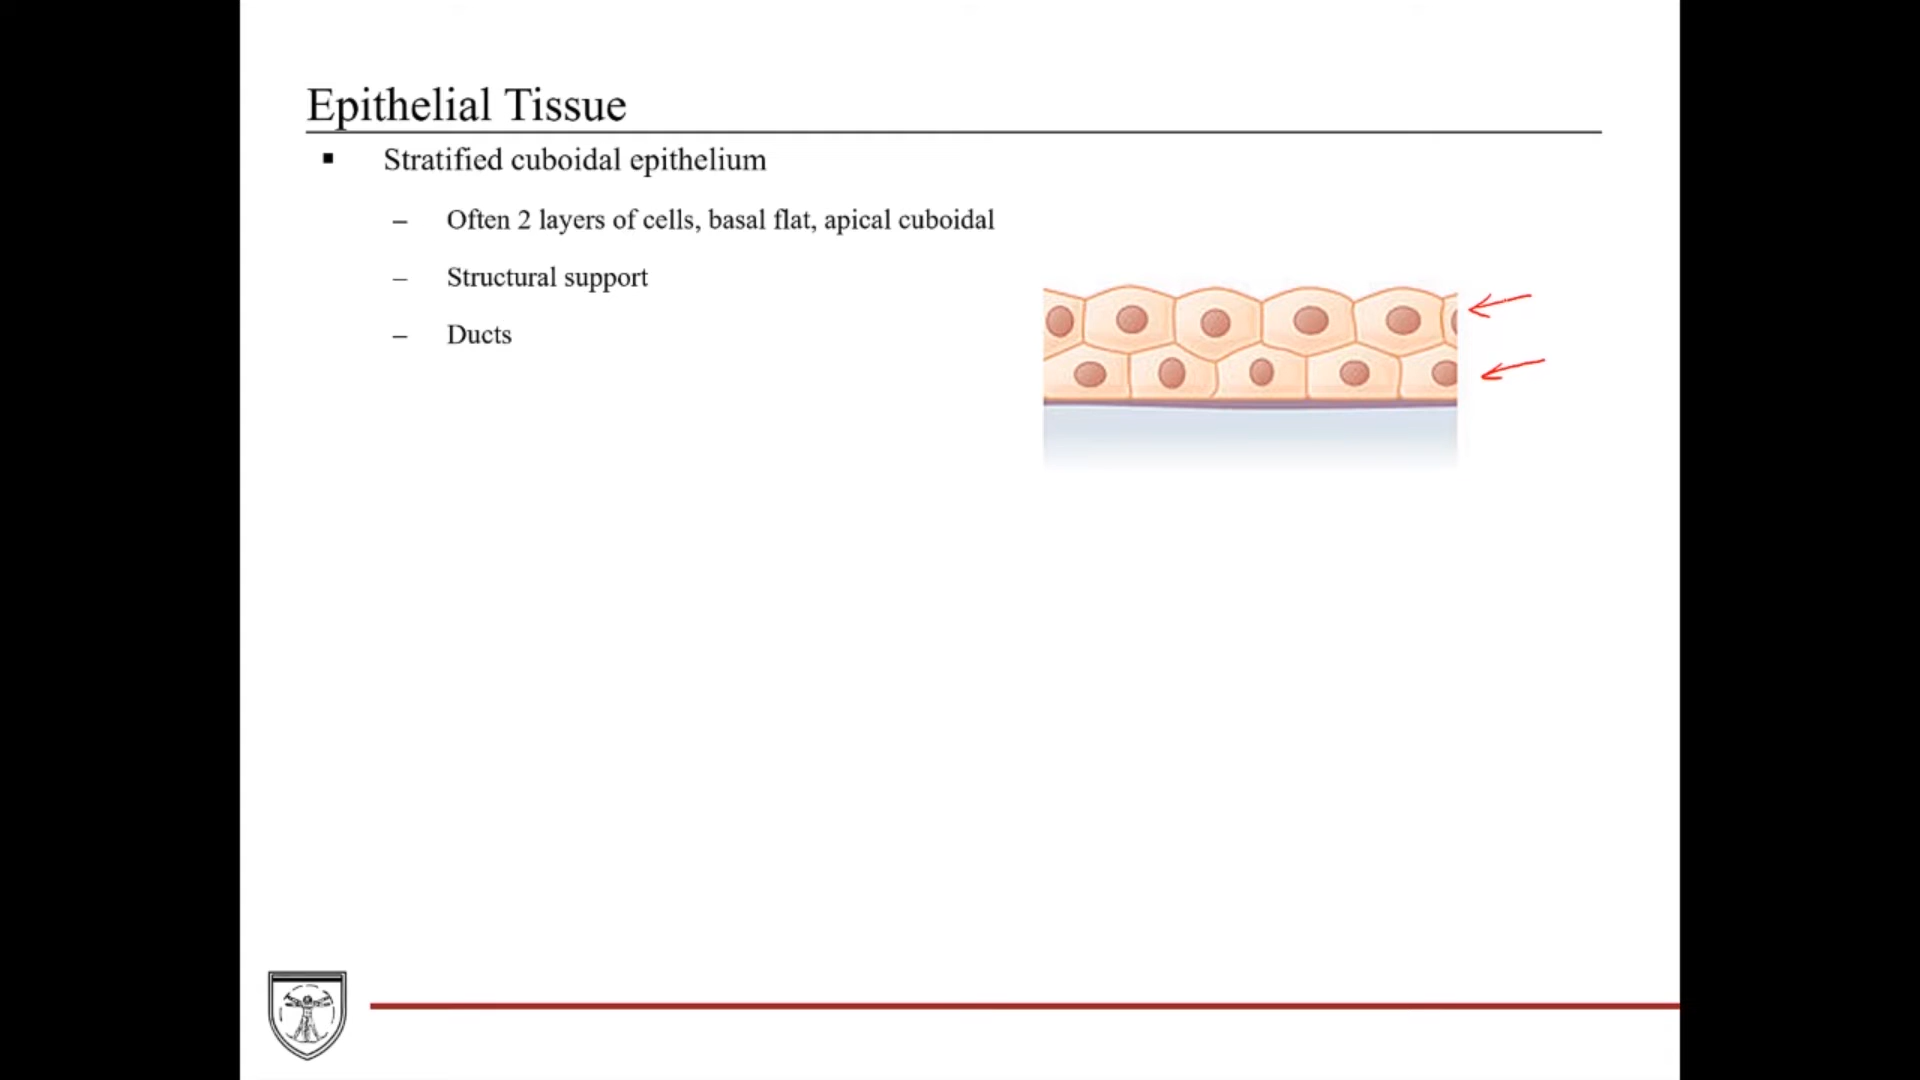 Epithelial Tissue
▪ Stratified cuboidal epithelium
– Often 2 layers of cells, basal flat, apical cuboidal
– Structural support
– Ducts